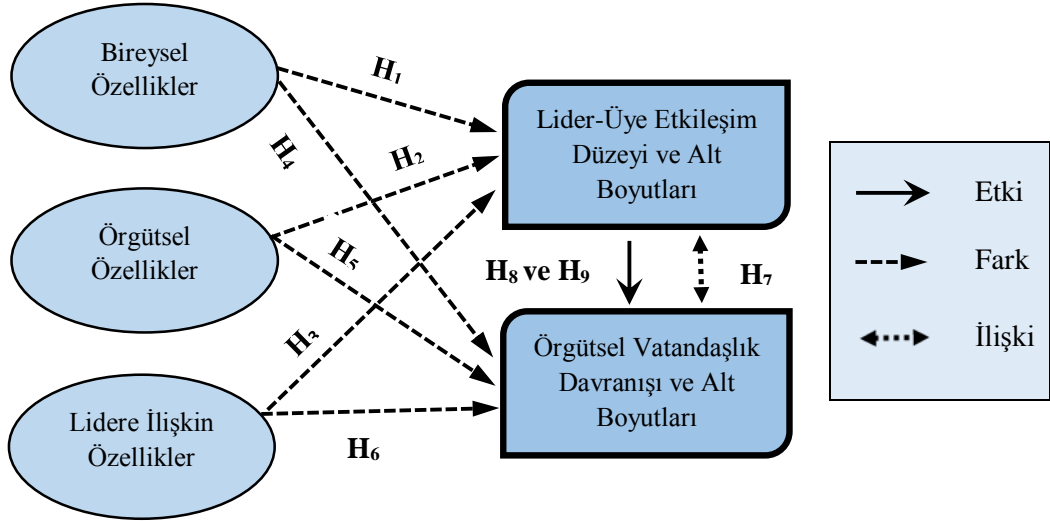 Bireysel
Özellikler
H₁
Lider-Üye Etkileşim
Düzeyi ve Alt
Boyutları
H₄
H₂
Örgütsel
Özellikler
H₅
H₈ ve H₉
H₇
H₃
Örgütsel Vatandaşlık
Davranışı ve Alt
Boyutları
Lidere İlişkin
Özellikler
H₆
Etki
Fark
İlişki